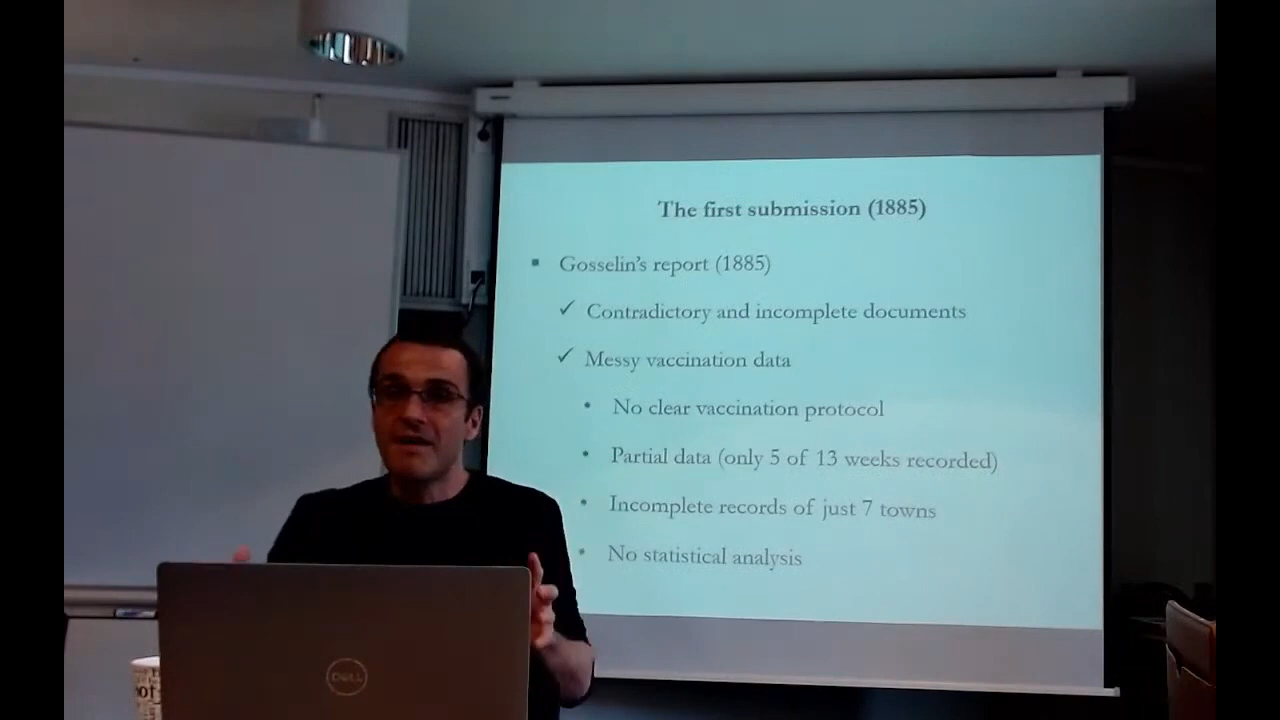 The first submission (1885)
▪ Gosselin's report (1885)
✓ Contradictory and incomplete documents
✓ Messy vaccination data
• No clear vaccination protocol
• Partial data (only 5 of 13 weeks recorded)
• Incomplete records of just 7 towns
• No statistical analysis
DELL